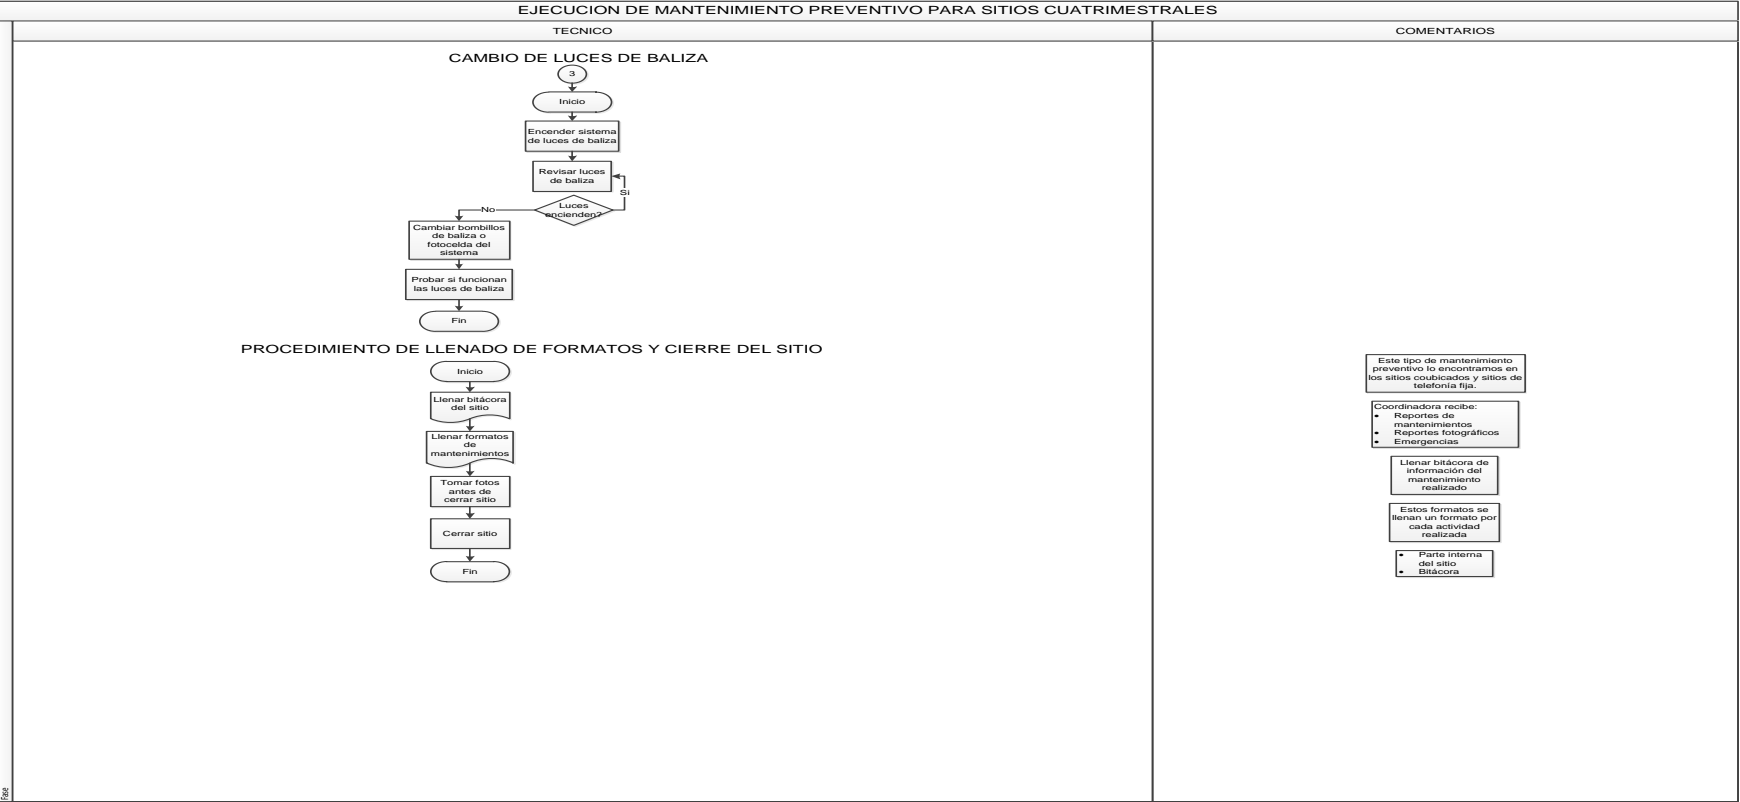 EJECUCION DE MANTENIMIENTO PREVENTIVO PARA SITIOS CUATRIMESTRALES
TECNICO
COMENTARIOS
CAMBIO DE LUCES DE BALIZA
3
Inicio
Encender sistema
de luces de baliza
Revisar luces
de baliza
Si
Luces
encienden?
No
Cambiar bombillos
de baliza o
fotocelda del
sistema
Probar si funcionan
las luces de baliza
Fin
PROCEDIMIENTO DE LLENADO DE FORMATOS Y CIERRE DEL SITIO
Inicio
Llenar bitácora
del sitio
Llenar formatos
de
mantenimientos
Tomar fotos
antes de
cerrar sitio
Cerrar sitio
Fin
Este tipo de mantenimiento
preventivo lo encontramos en
los sitios coubicados y sitios de
telefonía fija.
Coordinadora recibe:
• Reportes de
mantenimientos
• Reportes fotográficos
• Emergencias
Llenar bitácora de
información del
mantenimiento
realizado
Estos formatos se
llenan un formato por
cada actividad
realizada
• Parte interna
del sitio
• Bitácora
Fase